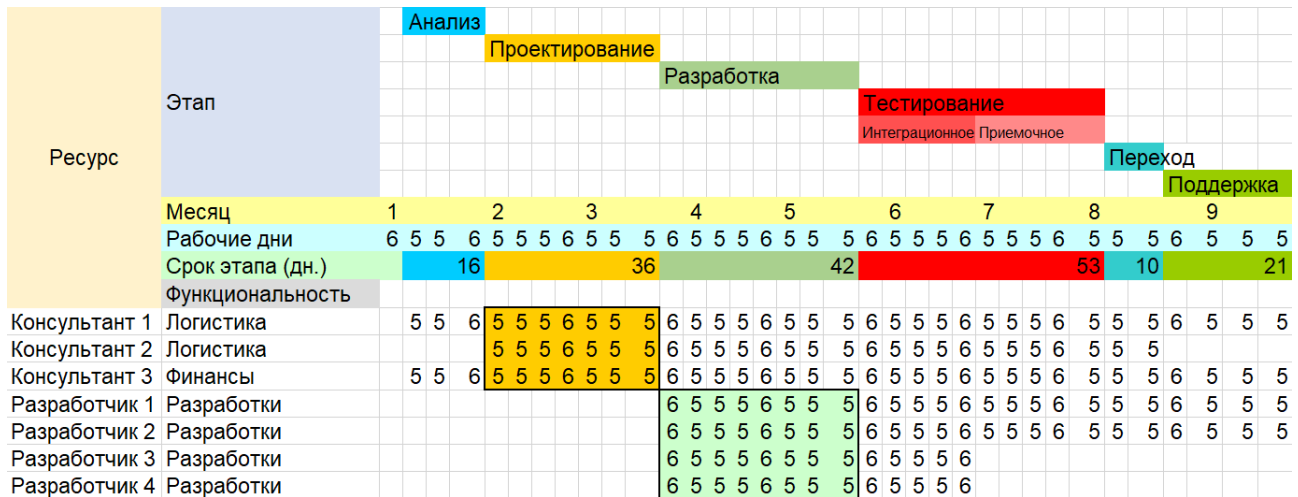 Анализ
Проектирование
Разработка
Этап
Тестирование
Интеграционное Приемочное
Ресурс
Переход
Поддержка
Месяц 1 2 3 4 5 6 7 8 9
Рабочие дни 6 5 5 6 5 5 5 6 5 5 5 6 5 5 5 6 5 5 5 6 5 5 5 6 5 5 5 6 5 5 5 6 5 5 5
Срок этапа (дн.) 16 36 42 53 10 21
Функциональность
Консультант 1 Логистика 5 5 6 5 5 5 6 5 5 5 6 5 5 5 6 5 5 5 6 5 5 5 6 5 5 5 6 5 5 5 6 5 5 5
Консультант 2 Логистика 5 5 5 6 5 5 5 6 5 5 5 6 5 5 5 6 5 5 5 6 5 5 5 6 5 5 5
Консультант 3 Финансы 5 5 6 5 5 5 6 5 5 5 6 5 5 5 6 5 5 5 6 5 5 5 6 5 5 5 6 5 5 5 6 5 5 5
Разработчик 1 Разработки 6 5 5 5 6 5 5 5 6 5 5 5 6 5 5 5 6 5 5 5 6 5 5 5
Разработчик 2 Разработки 6 5 5 5 6 5 5 5 6 5 5 5 6 5 5 5 6 5 5 5 6 5 5 5
Разработчик 3 Разработки 6 5 5 5 6 5 5 5 6 5 5 5 6
Разработчик 4 Разработки 6 5 5 5 6 5 5 5 6 5 5 5 6